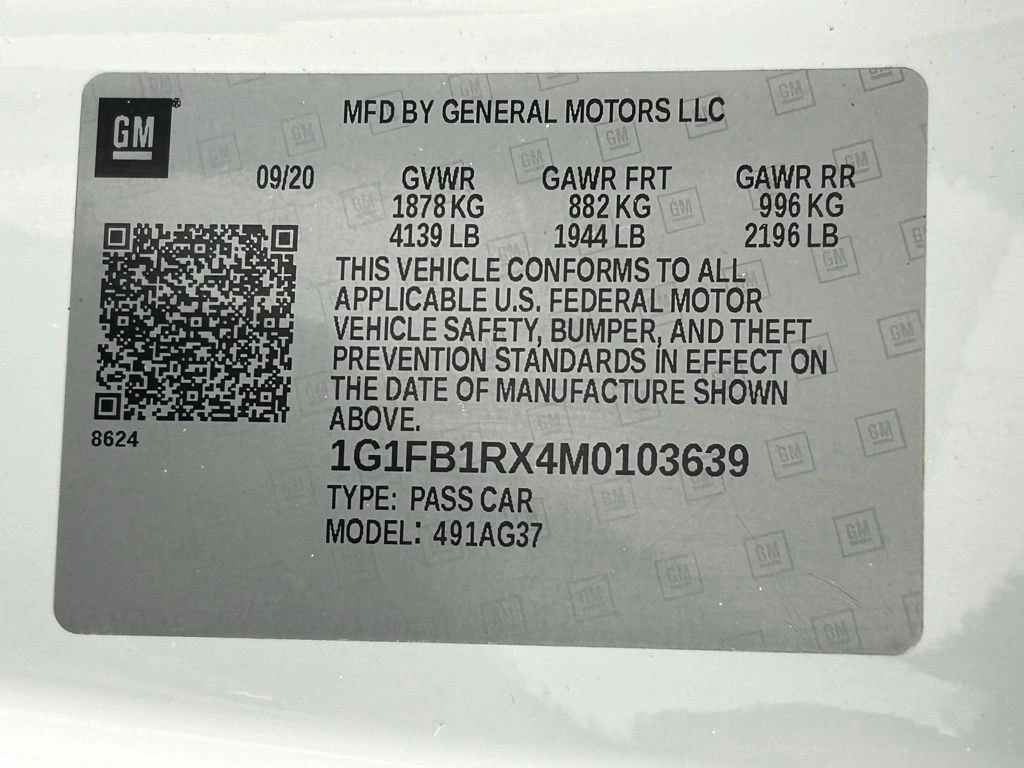 GM®
MFD BY GENERAL MOTORS LLC
09/20 GVWR GAWR FRT GAWR RR
1878 KG 882 KG 996 KG
4139 LB 1944 LB 2196 LB
THIS VEHICLE CONFORMS TO ALL
APPLICABLE U.S. FEDERAL MOTOR
VEHICLE SAFETY, BUMPER, AND THEFT
PREVENTION STANDARDS IN EFFECT ON
THE DATE OF MANUFACTURE SHOWN
ABOVE.
8624
1G1FB1RX4M0103639
TYPE: PASS CAR
MODEL: 491AG37